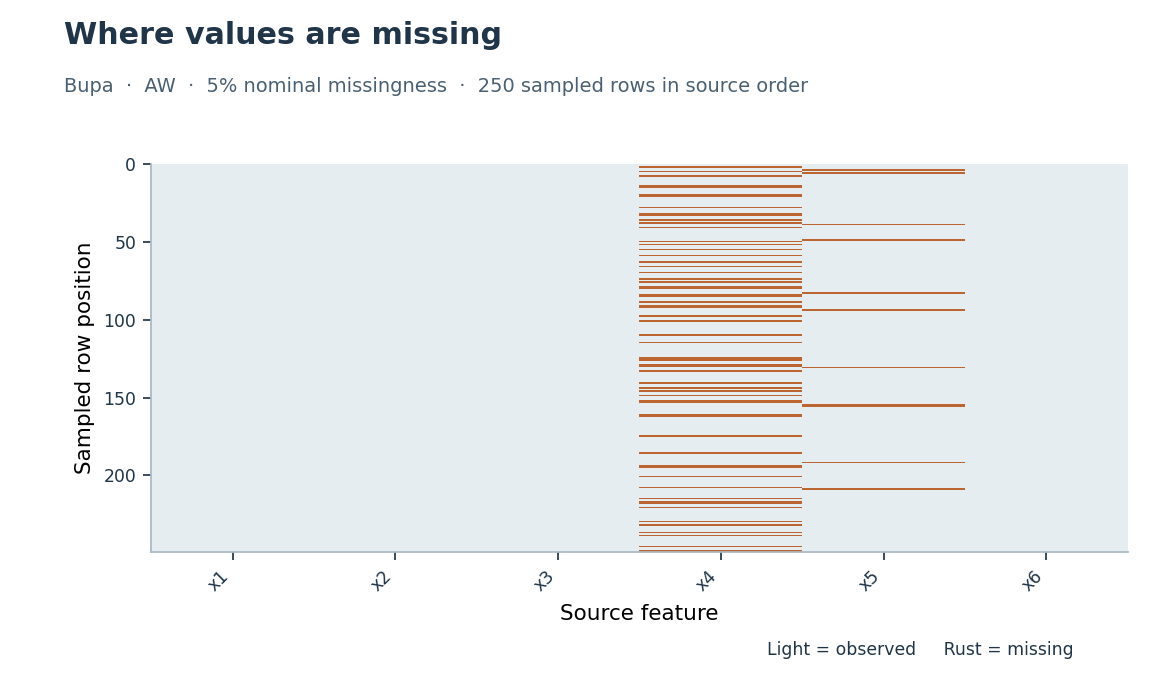 Where values are missing
Bupa · AW · 5% nominal missingness · 250 sampled rows in source order
0
50
100
150
200
Sampled row position
x1 x2 x3 x4 x5 x6
Source feature
Light = observed Rust = missing